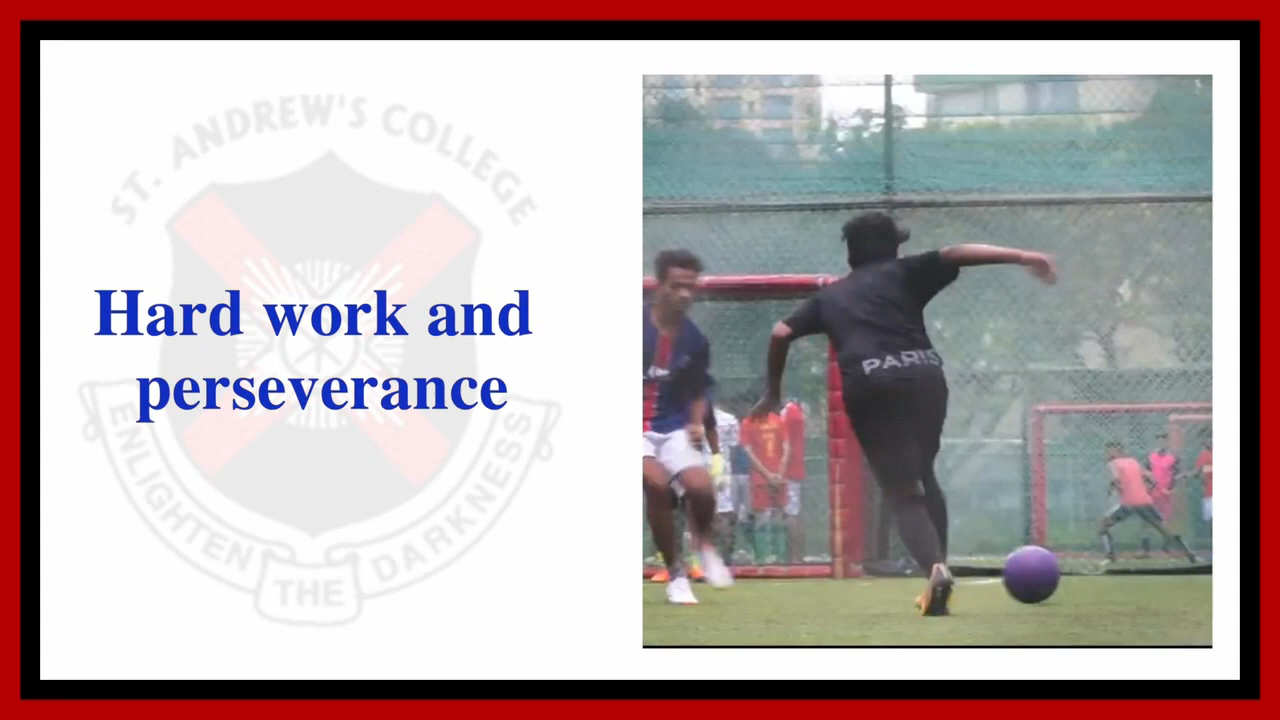 ST. ANDREW'S COLLEGE
Hard work and
perseverance
ENLIGHTEN THE DARKNESS
PARIS